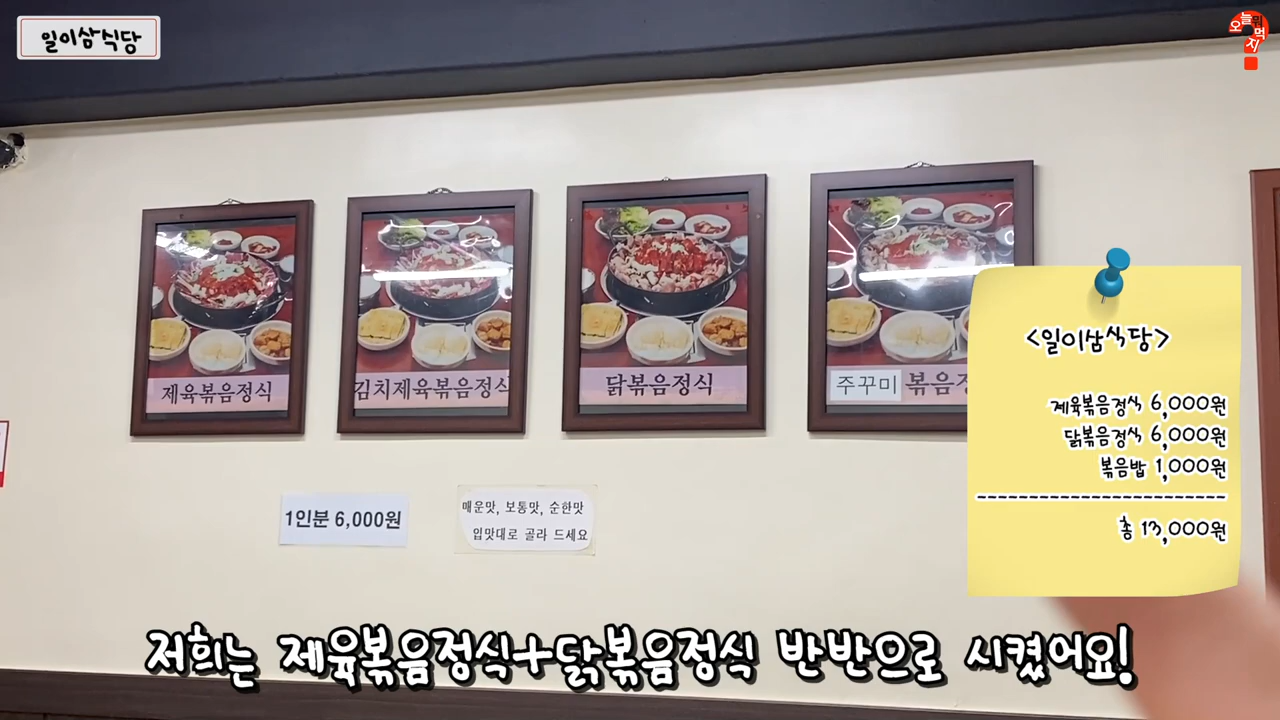 일이삼식당
오늘뭐먹지?
제육볶음정식
김치제육볶음정식
닭볶음정식
주꾸미 볶음정
1인분 6,000원
매운맛, 보통맛, 순한맛
입맛대로 골라 드세요
<일이삼식당>
제육볶음정식 6,000원
닭볶음정식 6,000원
볶음밥 1,000원
총 13,000원
저희는 제육볶음정식+닭볶음정식 반반으로 시켰어요!